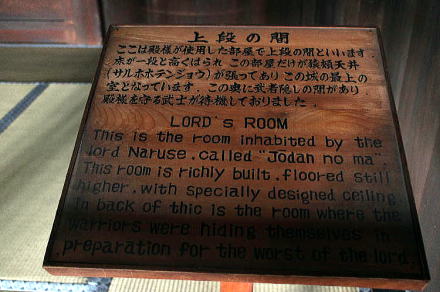 上段の間
ここは殿様が使用した部屋で上段の間といいます.
床が一段と高くはられ この部屋だけが猿頬天井
(サルホホテンジョウ)が張ってあり この城の最上の
室となっています. この奥に武者隠しの間があり
殿様を守る武士が待機しておりました.
LORD'S ROOM
This is the room inhabited by the
lord Naruse. called "Jōdan no ma".
This room is richly built. floored still
higher. with specially designed ceiling
In back of thic is the room where the
warriors were hiding themselves in
preparation for the worst of the lord.